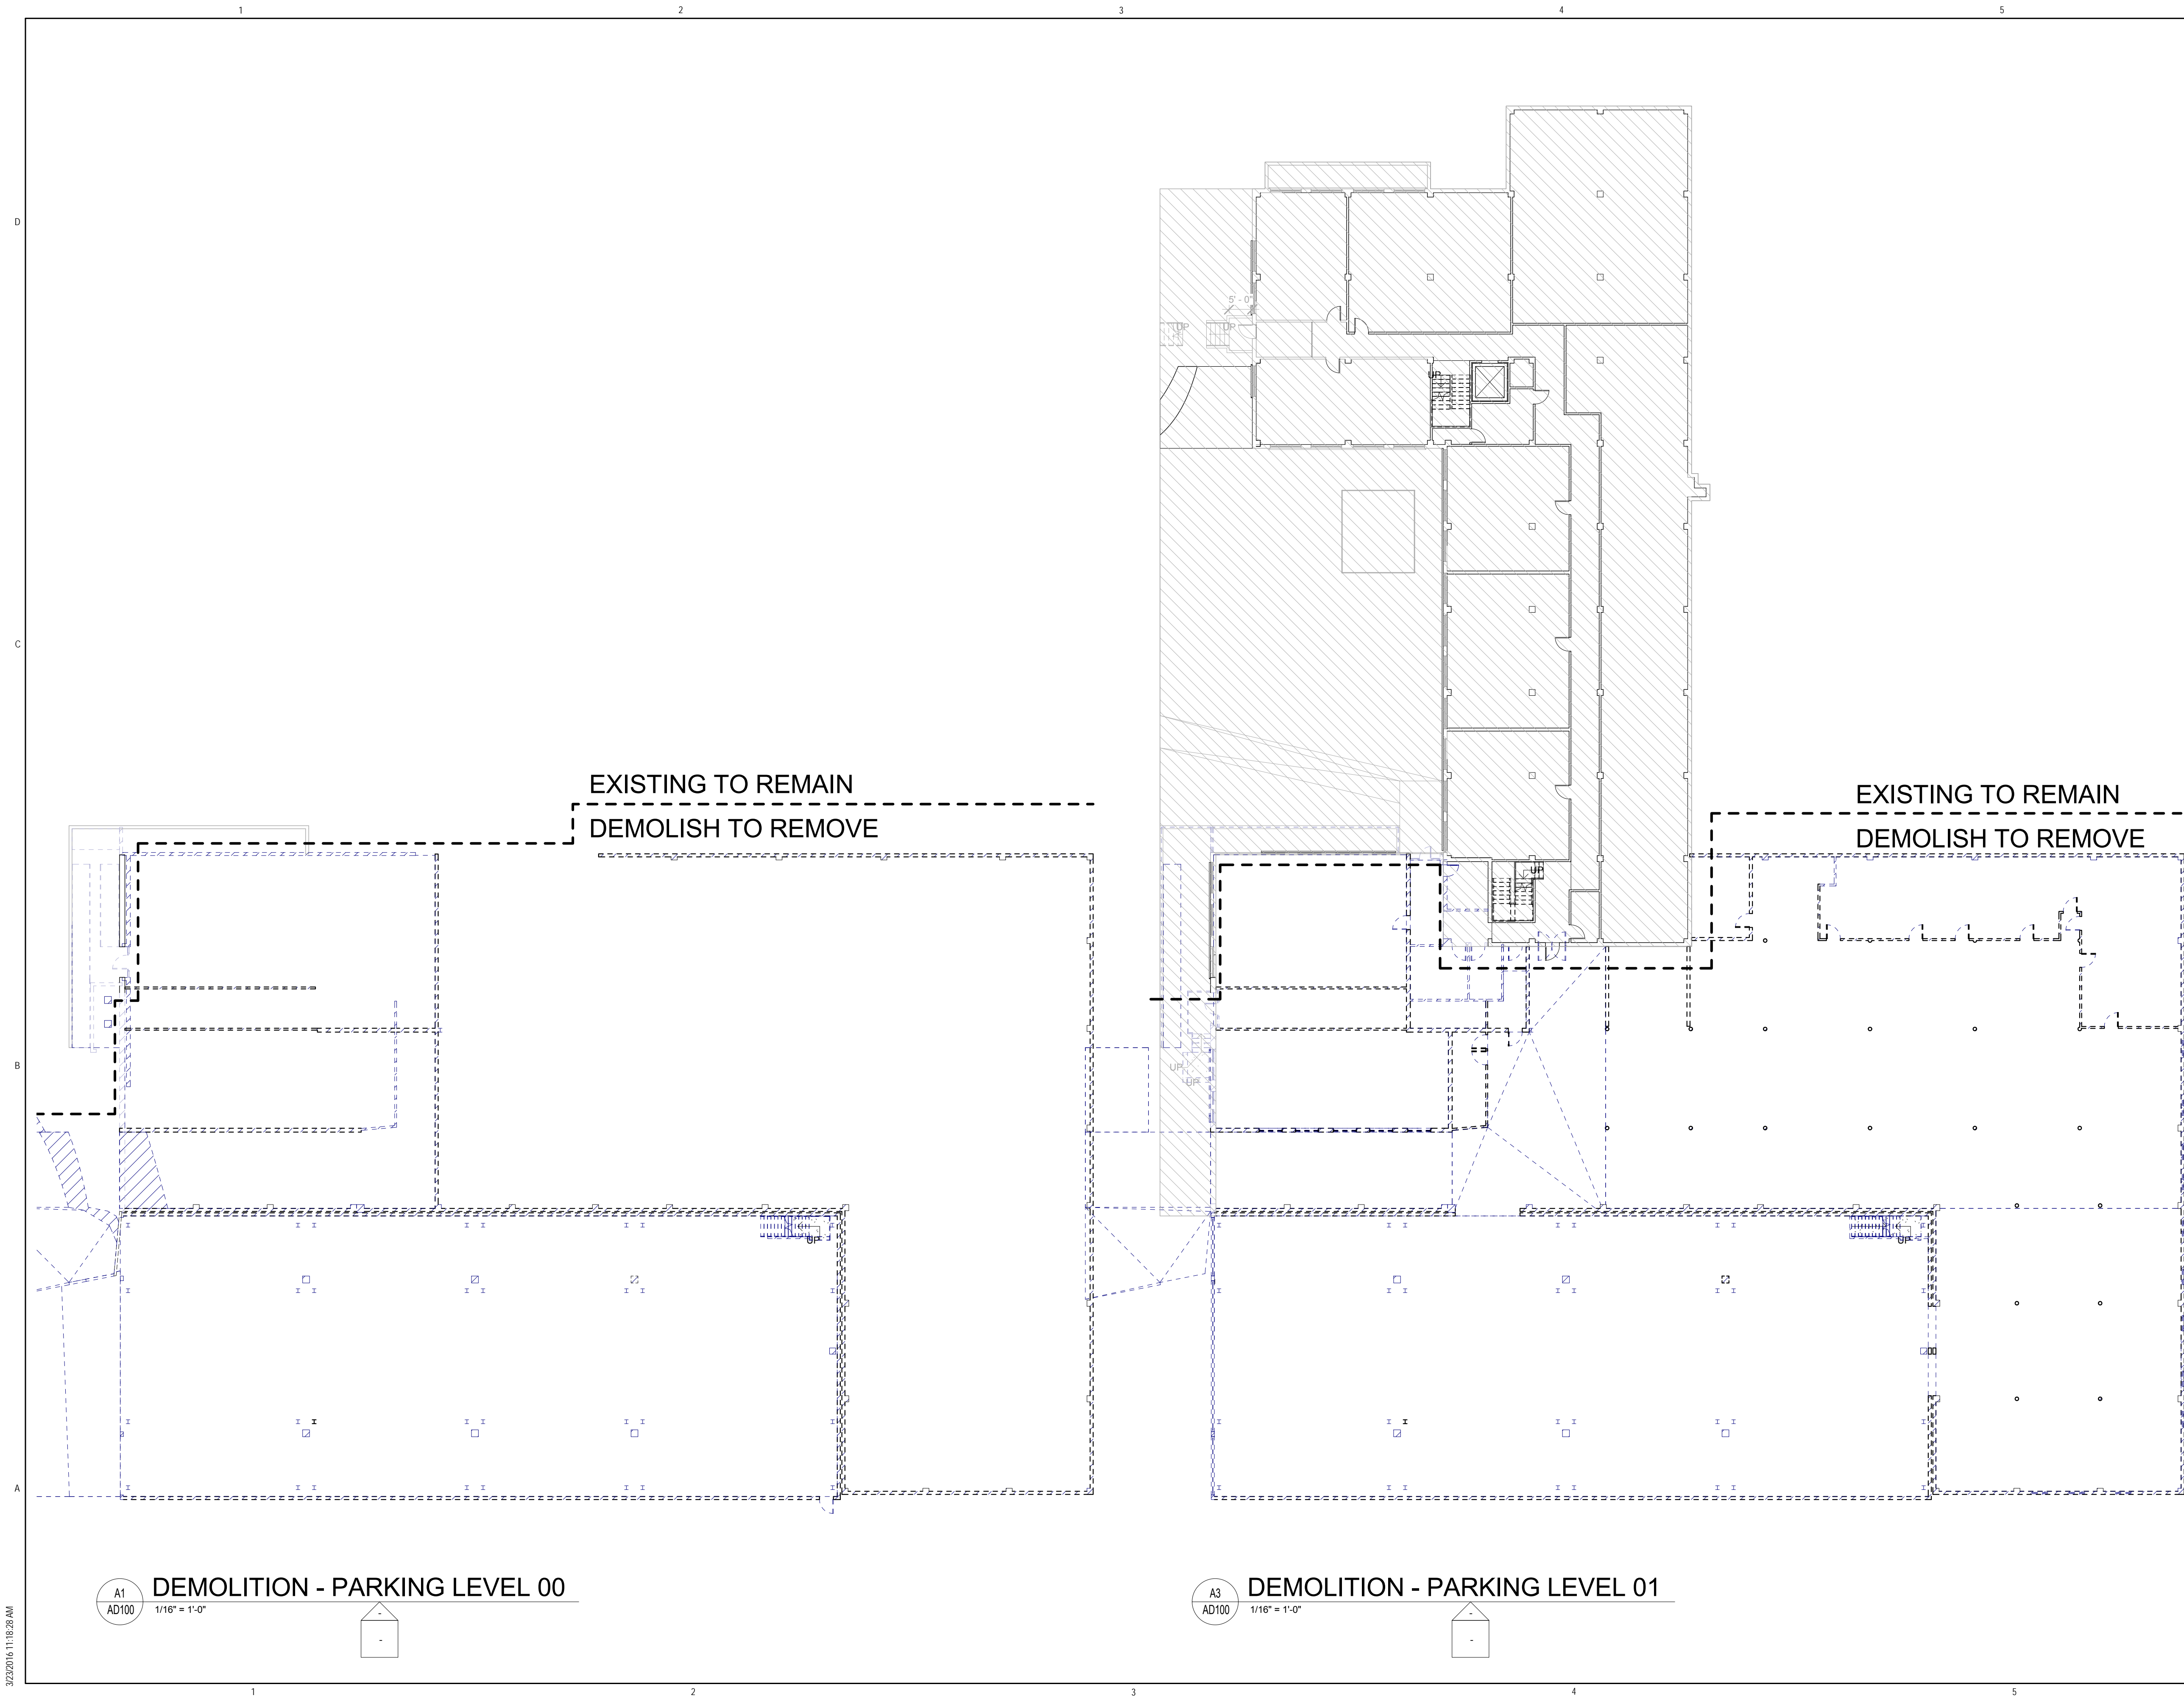 1 2 3 4 5
D
5' - 0"
UP UP
UP
C
EXISTING TO REMAIN
DEMOLISH TO REMOVE
EXISTING TO REMAIN
DEMOLISH TO REMOVE
UP
B
UP
UP
UP
UP
A
A1
AD100
DEMOLITION - PARKING LEVEL 00
1/16" = 1'-0"
-
-
A3
AD100
DEMOLITION - PARKING LEVEL 01
1/16" = 1'-0"
-
-
3/23/2016 11:18:28 AM
1 2 3 4 5